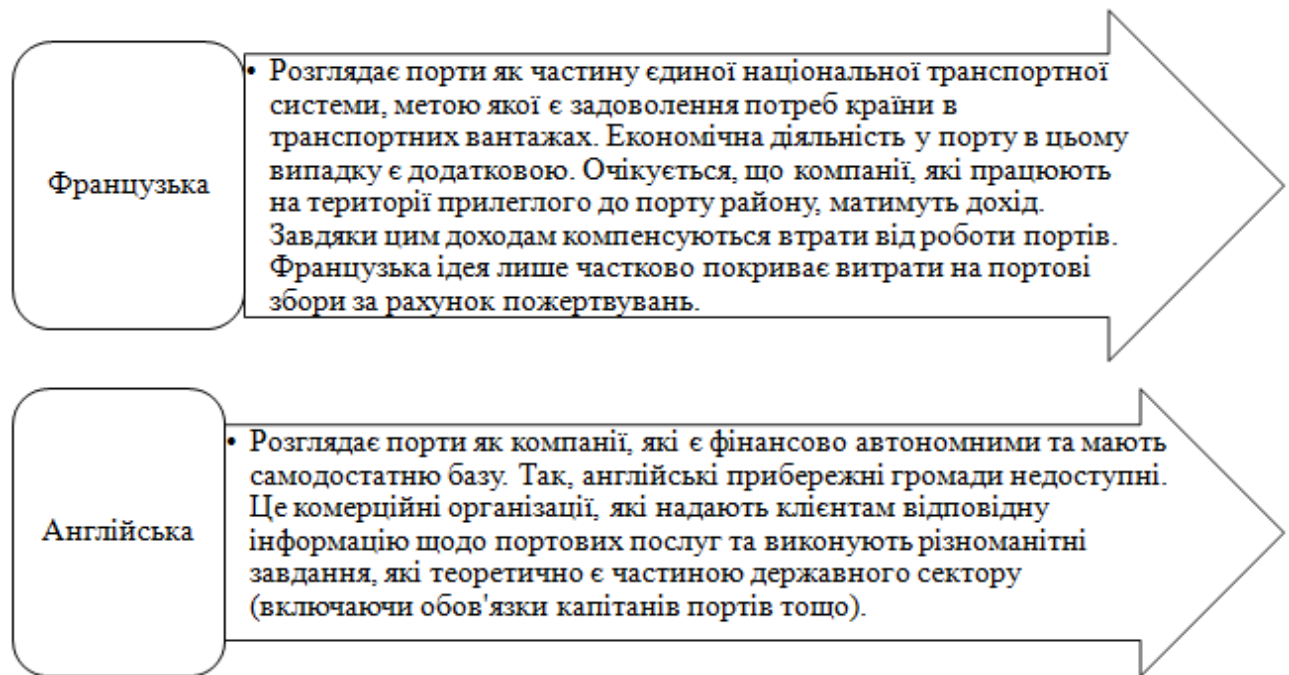 Французька
• Розглядає порти як частину єдиної національної транспортної
системи, метою якої є задоволення потреб країни в
транспортних вантажах. Економічна діяльність у порту в цьому
випадку є додатковою. Очікується, що компанії, які працюють
на території прилеглого до порту району, матимуть дохід.
Завдяки цим доходам компенсуються втрати від роботи портів.
Французька ідея лише частково покриває витрати на портові
збори за рахунок пожертвувань.
Англійська
• Розглядає порти як компанії, які є фінансово автономними та мають
самодостатню базу. Так, англійські прибережні громади недоступні.
Це комерційні організації, які надають клієнтам відповідну
інформацію щодо портових послуг та виконують різноманітні
завдання, які теоретично є частиною державного сектору
(включаючи обов'язки капітанів портів тощо).